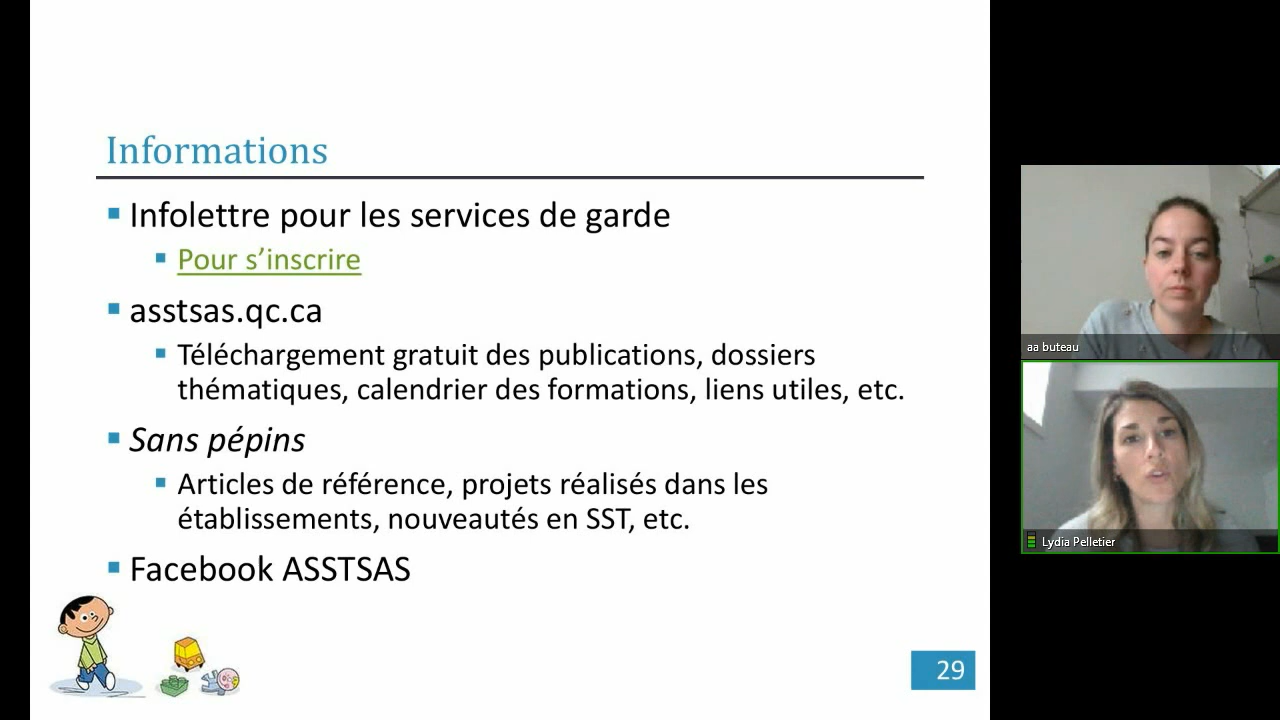 Informations
Infolettre pour les services de garde
Pour s’inscrire
asstsas.qc.ca
Téléchargement gratuit des publications, dossiers
thématiques, calendrier des formations, liens utiles, etc.
Sans pépins
Articles de référence, projets réalisés dans les
établissements, nouveautés en SST, etc.
Facebook ASSTSAS
29
aa buteau
Lydia Pelletier